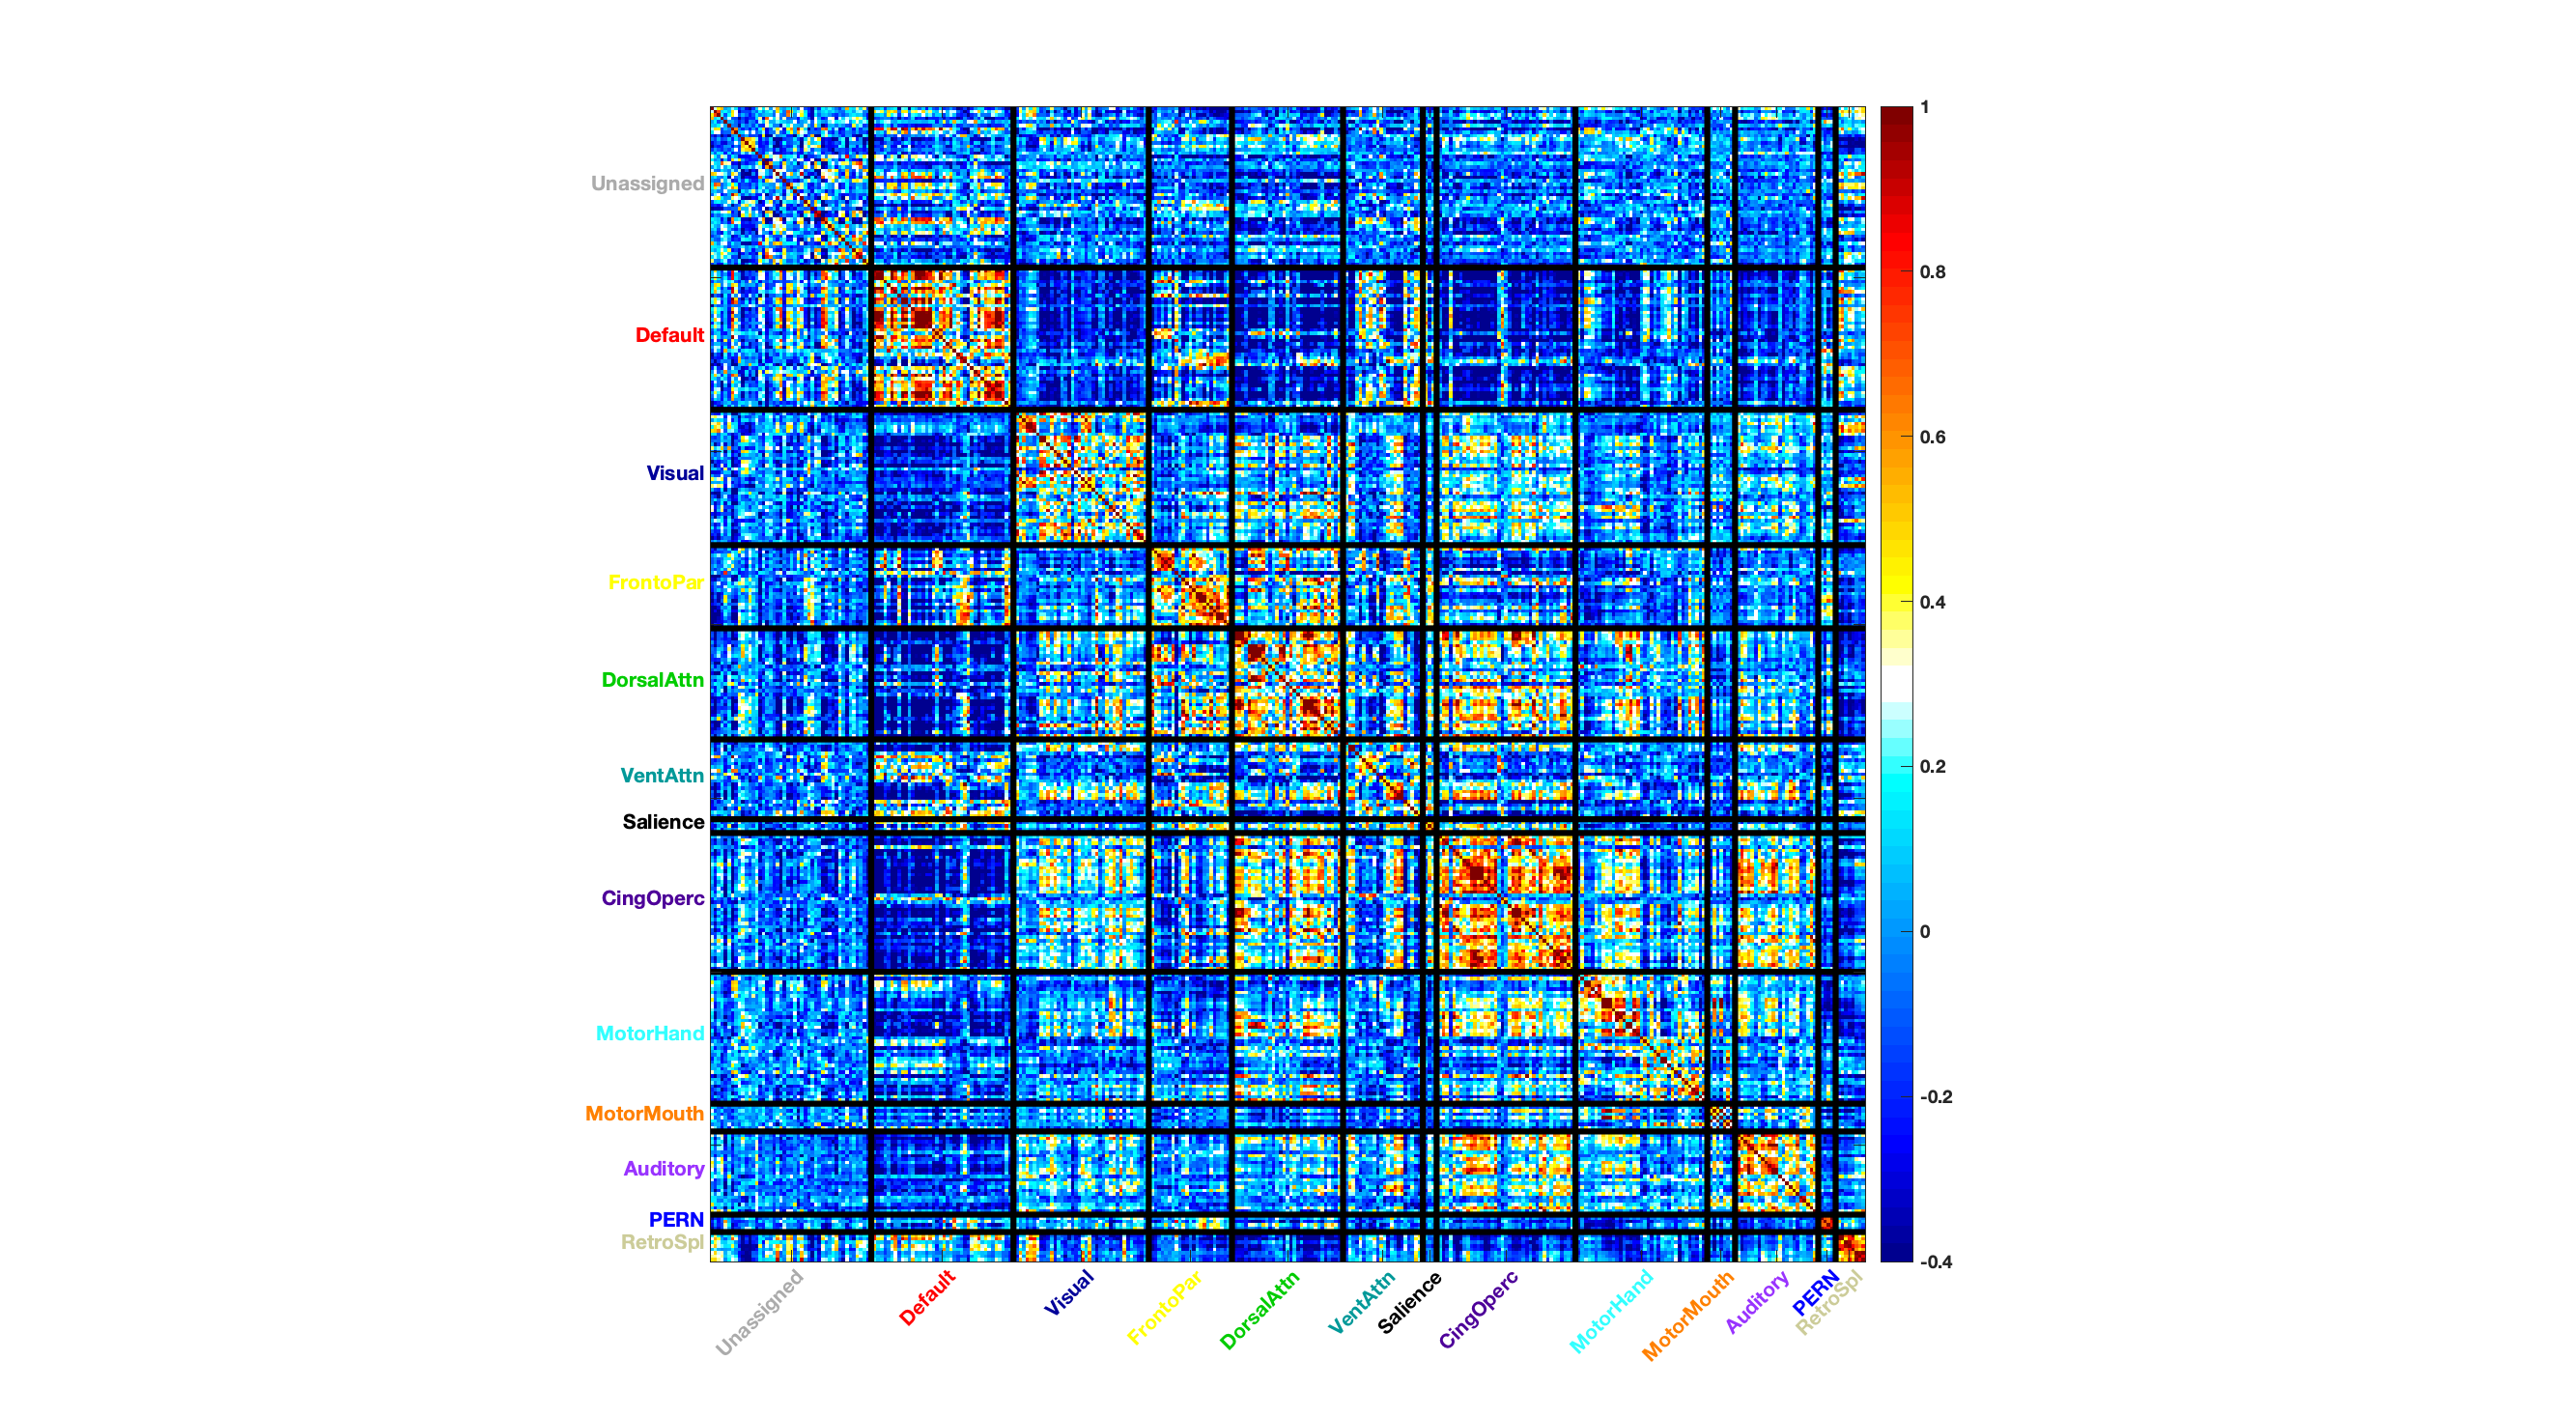 Unassigned
Default
Visual
FrontoPar
DorsalAttn
VentAttn
Salience
CingOperc
MotorHand
MotorMouth
Auditory
PERN
RetroSpl
Unassigned
Default
Visual
FrontoPar
DorsalAttn
VentAttn
Salience
CingOperc
MotorHand
MotorMouth
Auditory
PERN
RetroSpl
1
0.8
0.6
0.4
0.2
0
-0.2
-0.4